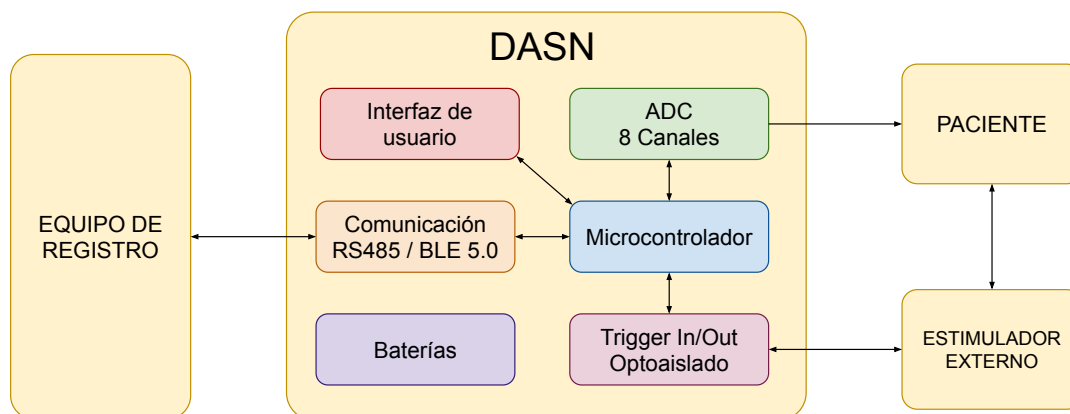 DASN
EQUIPO DE
REGISTRO
Interfaz de
usuario
ADC
8 Canales
Comunicación
RS485 / BLE 5.0
Microcontrolador
Baterías
Trigger In/Out
Optoaislado
PACIENTE
ESTIMULADOR
EXTERNO